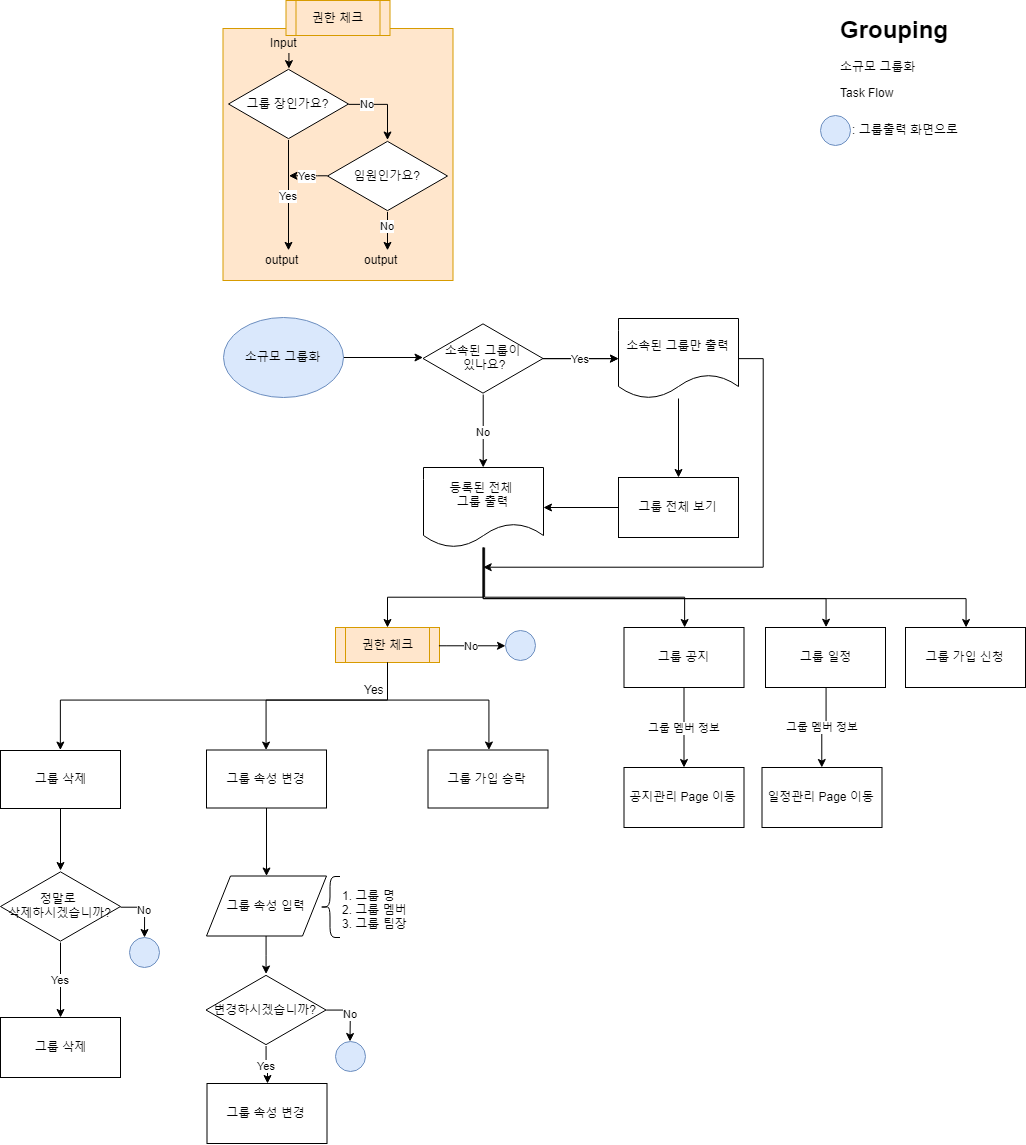 권한 체크
Input
그룹 장인가요?
No
임원인가요?
Yes
Yes
No
output
output
Grouping
소규모 그룹화
Task Flow
: 그룹출력 화면으로
소규모 그룹화
소속된 그룹이
있나요?
Yes
소속된 그룹만 출력
No
등록된 전체
그룹 출력
그룹 전체 보기
권한 체크
No
그룹 공지
그룹 일정
그룹 가입 신청
Yes
그룹 멤버 정보
그룹 멤버 정보
그룹 삭제
그룹 속성 변경
그룹 가입 승락
공지관리 Page 이동
일정관리 Page 이동
정말로
삭제하시겠습니까?
No
그룹 속성 입력
1. 그룹 명
2. 그룹 멤버
3. 그룹 팀장
Yes
변경하시겠습니까?
No
그룹 삭제
Yes
그룹 속성 변경